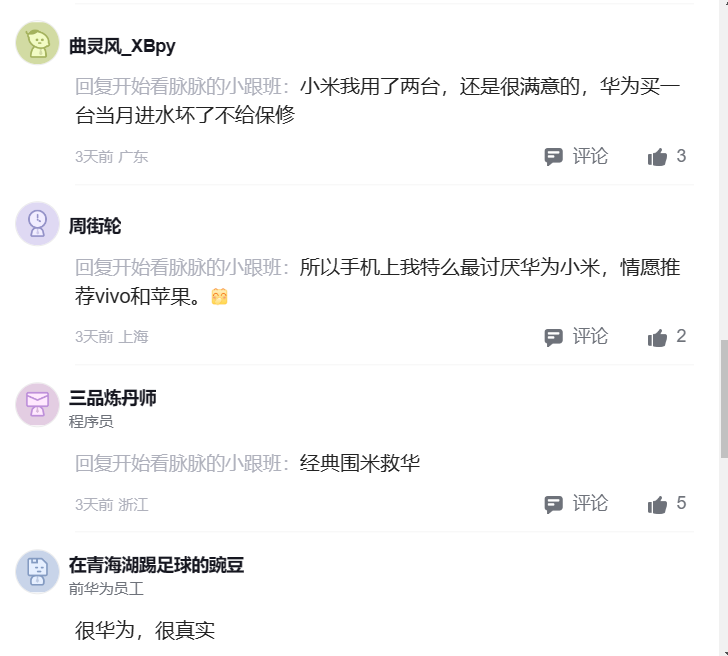 曲灵风_XBpy
回复开始看脉脉的小跟班：小米我用了两台，还是很满意的，华为买一
台当月进水坏了不给保修
3天前 广东 评论 3
周街轮
回复开始看脉脉的小跟班：所以手机上我特么最讨厌华为小米，情愿推
荐vivo和苹果。
3天前 上海 评论 2
三品炼丹师
程序员
回复开始看脉脉的小跟班：经典围米救华
3天前 浙江 评论 5
在青海湖踢足球的豌豆
前华为员工
很华为，很真实